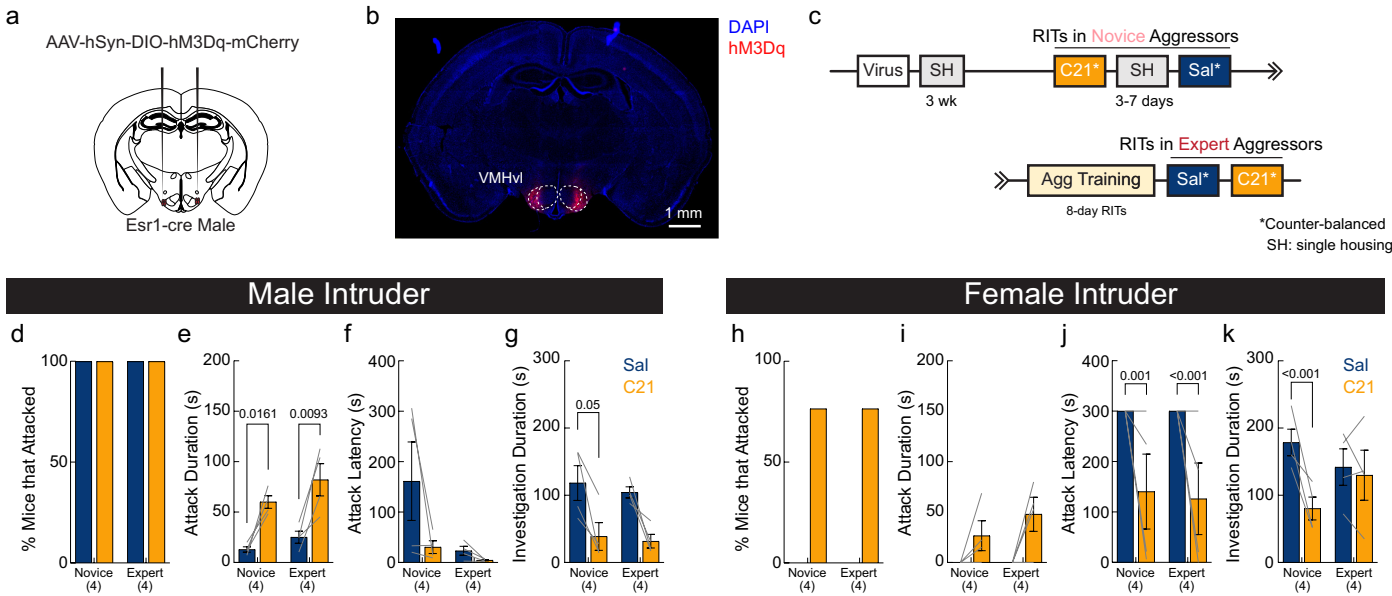 a
AAV-hSyn-DIO-hM3Dq-mCherry
Esr1-cre Male
b
DAPI
hM3Dq
VMHvl
1 mm
c
RITs in Novice Aggressors
Virus
SH
C21*
SH
Sal*
3 wk
3-7 days
RITs in Expert Aggressors
Agg Training
Sal*
C21*
8-day RITs
*Counter-balanced
SH: single housing
Male Intruder
d
% Mice that Attacked
100
50
0
Novice
(4)
Expert
(4)
e
Attack Duration (s)
200
150
100
50
0
0.0161
0.0093
Novice
(4)
Expert
(4)
f
Attack Latency (s)
400
300
200
100
0
Novice
(4)
Expert
(4)
g
Investigation Duration (s)
300
200
100
0
Sal
C21
0.05
Novice
(4)
Expert
(4)
Female Intruder
h
% Mice that Attacked
100
50
0
Novice
(4)
Expert
(4)
i
Attack Duration (s)
200
150
100
50
0
Novice
(4)
Expert
(4)
j
Attack Latency (s)
400
300
200
100
0
0.001
<0.001
Novice
(4)
Expert
(4)
k
Investigation Duration (s)
300
200
100
0
Sal
C21
<0.001
Novice
(4)
Expert
(4)